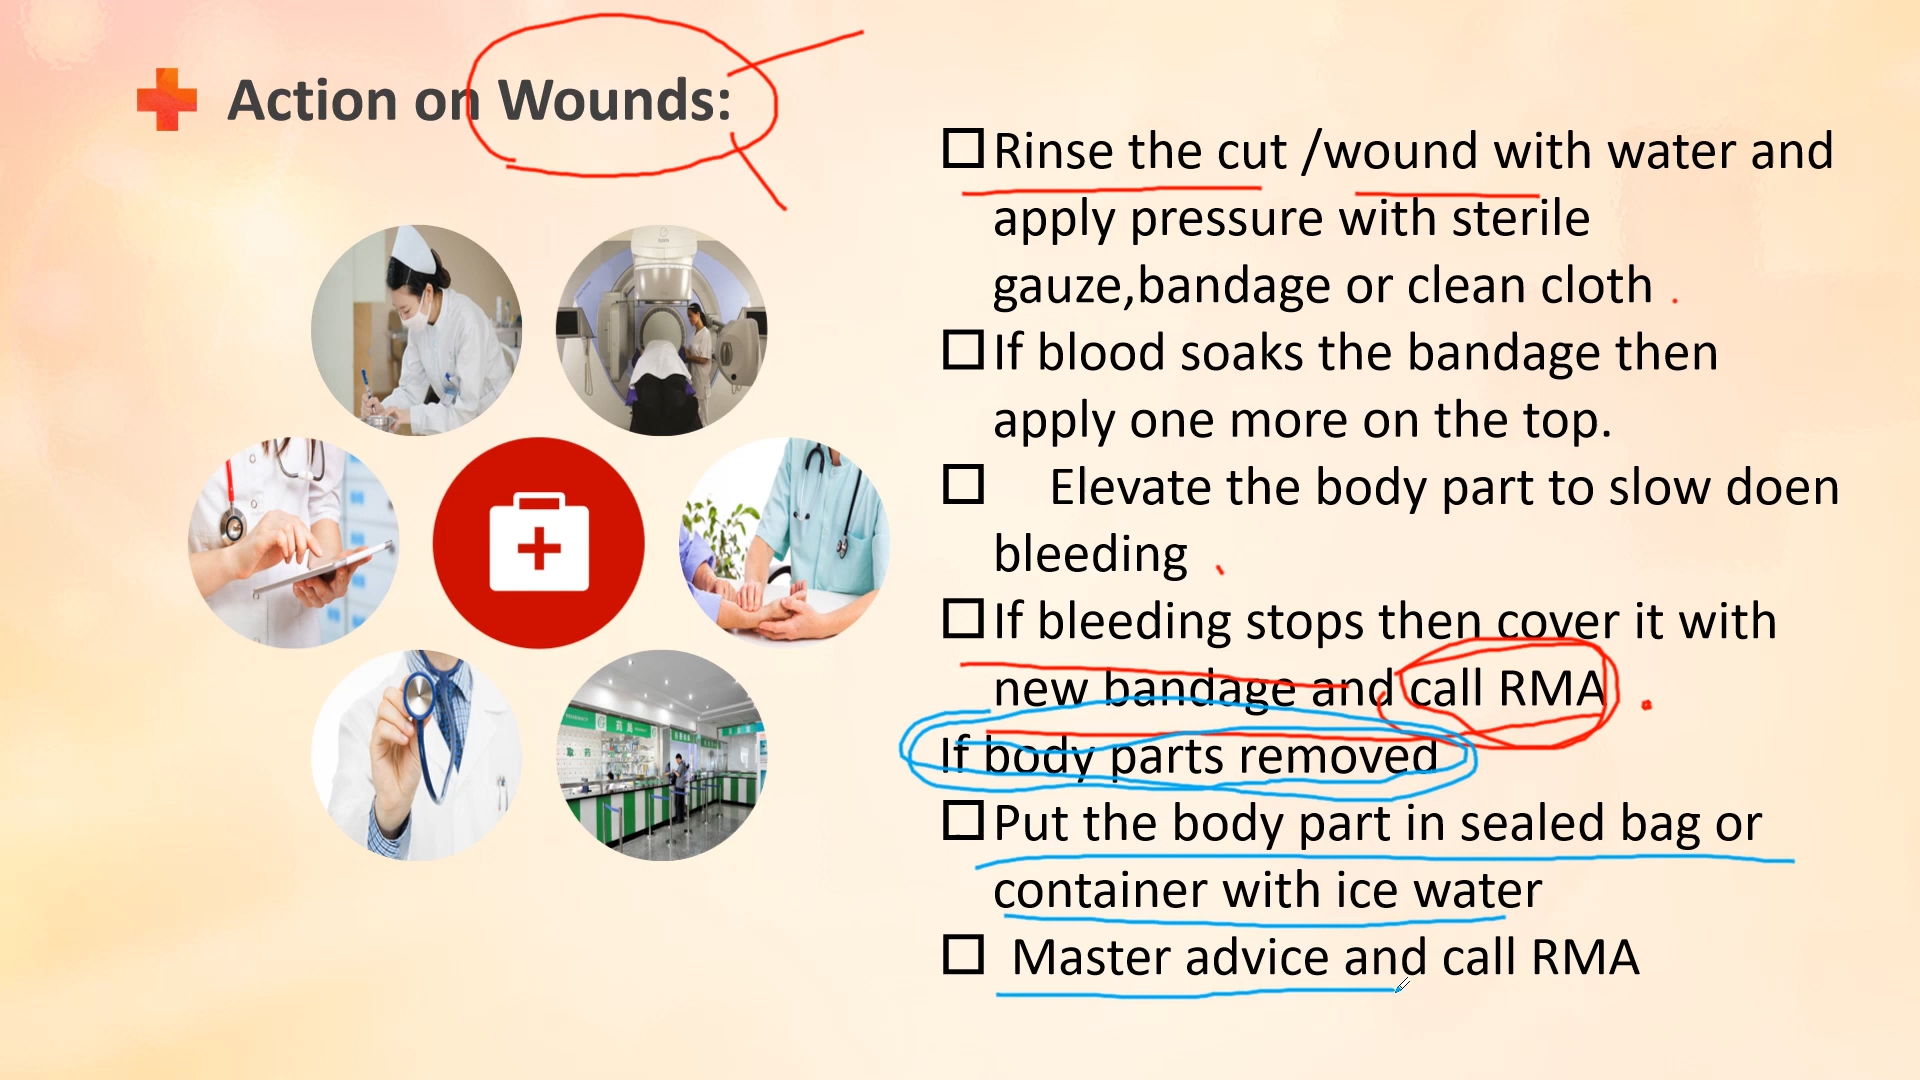 Action on Wounds:
Rinse the cut /wound with water and
apply pressure with sterile
gauze,bandage or clean cloth .
If blood soaks the bandage then
apply one more on the top.
Elevate the body part to slow doen
bleeding
If bleeding stops then cover it with
new bandage and call RMA
If body parts removed
Put the body part in sealed bag or
container with ice water
Master advice and call RMA